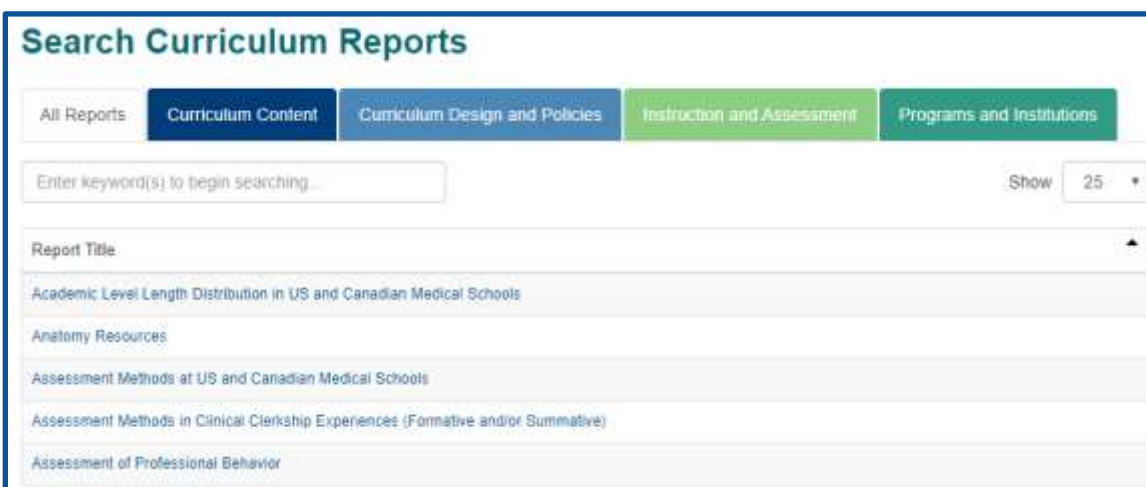 Search Curriculum Reports
All Reports Curriculum Content Curriculum Design and Policies Instruction and Assessment Programs and Institutions
Enter keyword(s) to begin searching... Show 25
Report Title
Academic Level Length Distribution in US and Canadian Medical Schools
Anatomy Resources
Assessment Methods at US and Canadian Medical Schools
Assessment Methods in Clinical Clerkship Experiences (Formative and/or Summative)
Assessment of Professional Behavior